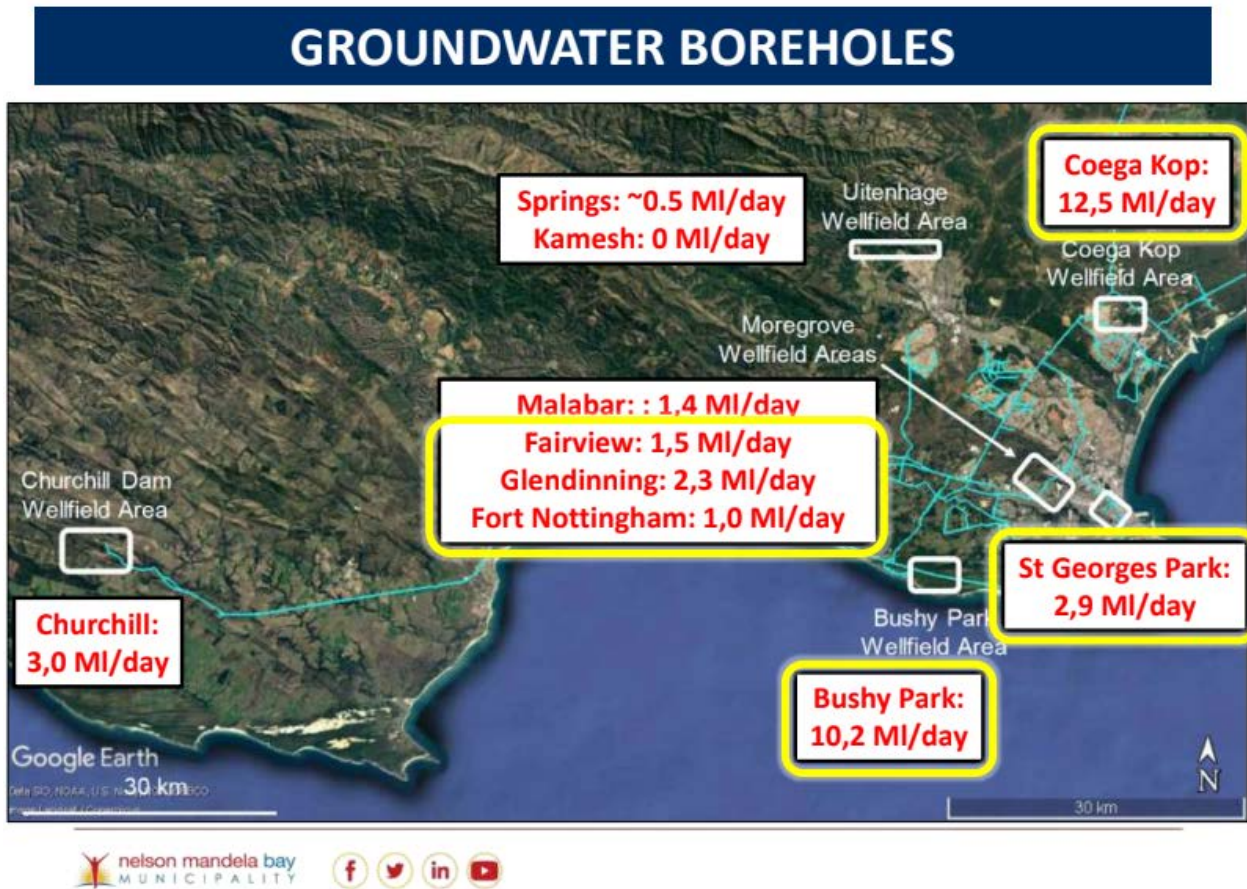 GROUNDWATER BOREHOLES
Coega Kop:
12,5 Ml/day
Springs: ~0.5 Ml/day
Kamesh: 0 Ml/day
Uitenhage
Wellfield Area
Coega Kop
Wellfield Area
Moregrove
Wellfield Areas
Malabar: : 1,4 Ml/day
Fairview: 1,5 Ml/day
Glendinning: 2,3 Ml/day
Fort Nottingham: 1,0 Ml/day
Churchill Dam
Wellfield Area
St Georges Park:
2,9 Ml/day
Churchill:
3,0 Ml/day
Bushy Park
Wellfield Area
Bushy Park:
10,2 Ml/day
Google Earth
30 km
Data SIO, NOAA, U.S.
N
30 km
nelson mandela bay
MUNICIPALITY